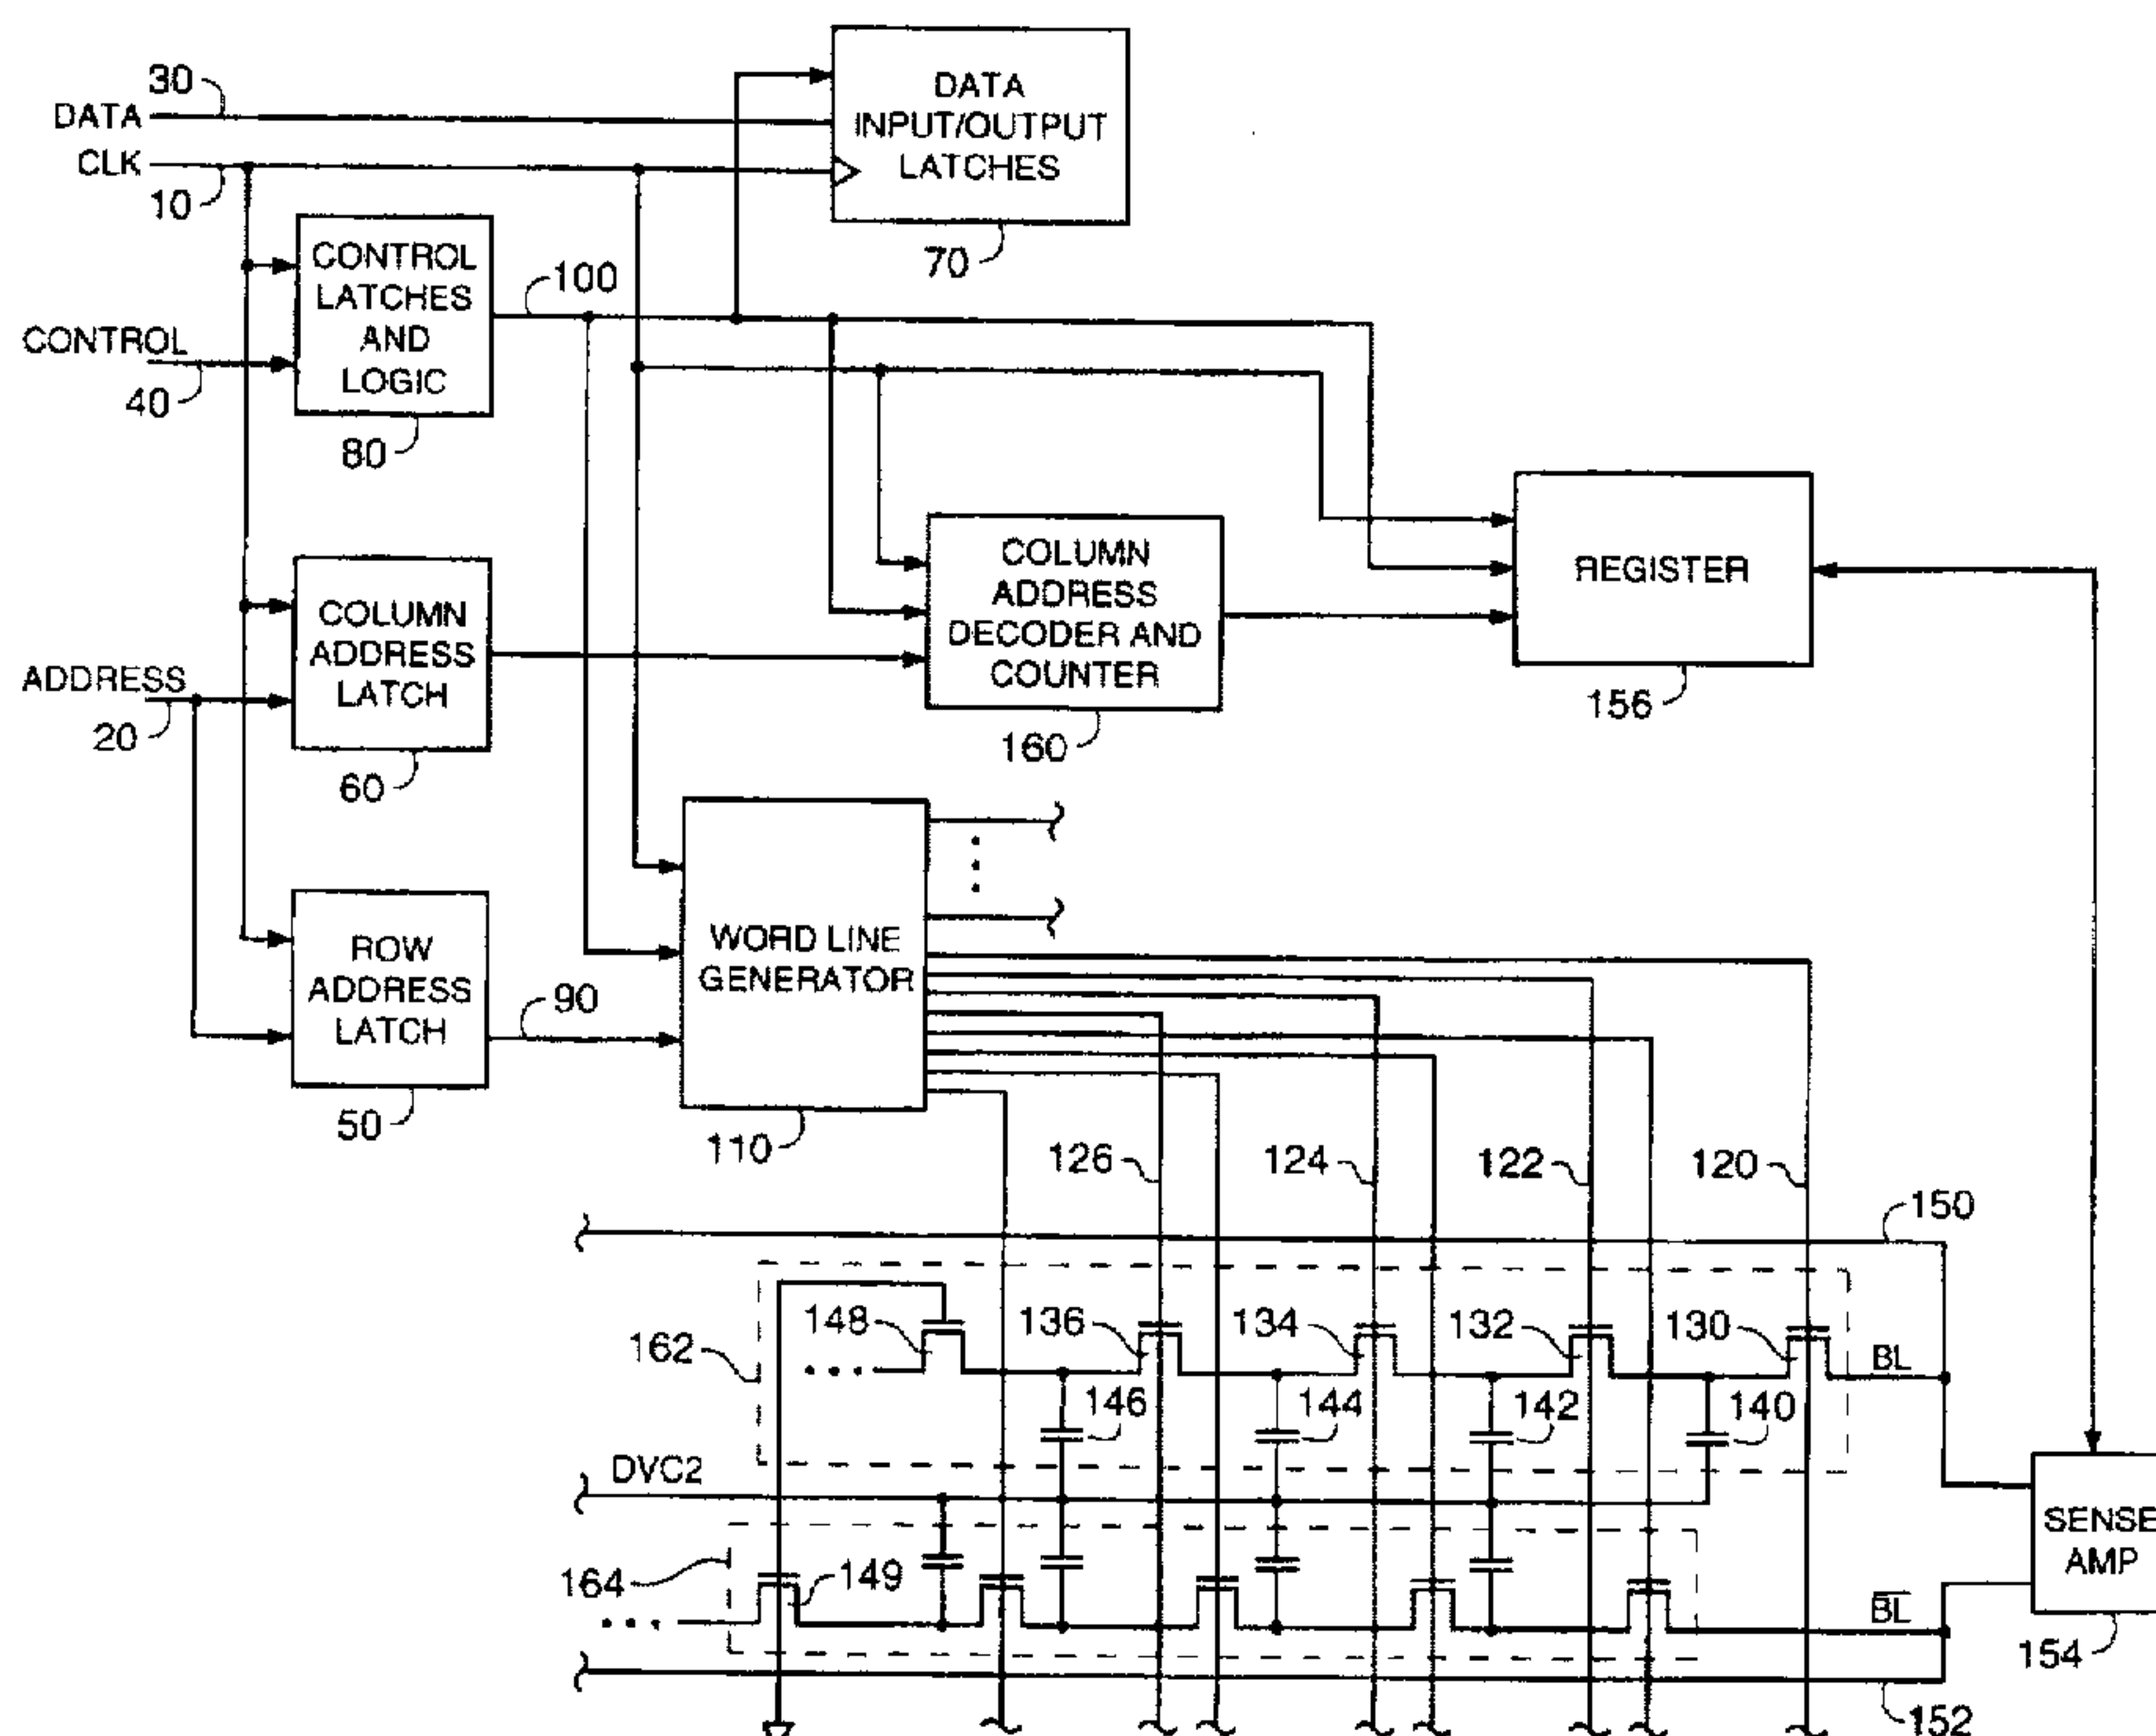 30
DATA
CLK
10
DATA
INPUT/OUTPUT
LATCHES
70
CONTROL
LATCHES
AND
LOGIC
100
CONTROL
40
80
COLUMN
ADDRESS
DECODER AND
COUNTER
REGISTER
COLUMN
ADDRESS
LATCH
ADDRESS
20
60
160
156
ROW
ADDRESS
LATCH
90
WORD LINE
GENERATOR
50
110
126
124
122
120
150
148
136
134
132
130
162
BL
146
144
142
140
DVC2
SENSE
AMP
164
149
B̅L̅
154
152